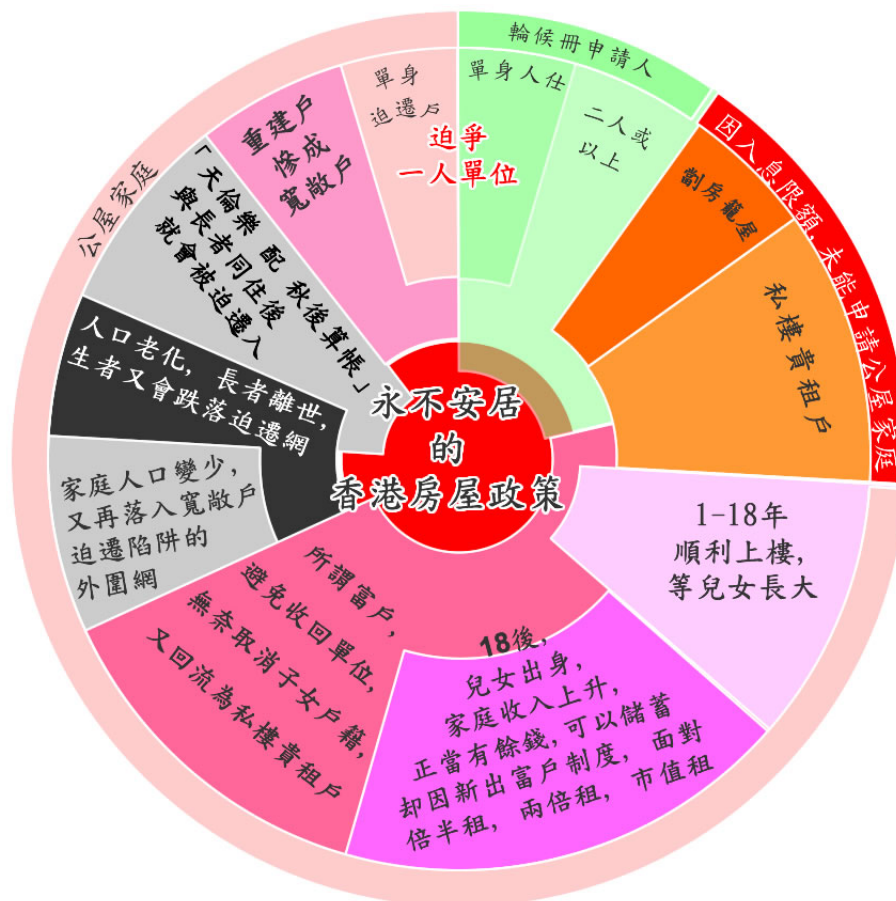 永不安居
的
香港房屋政策
輪候冊申請人
單身人仕
二人或
以上
迫爭
一人單位
因入息限額,未能申請公屋家庭
劏房籠屋
私樓貴租戶
1-18年
順利上樓,
等兒女長大
18後,
兒女出身,
家庭收入上升,
正當有餘錢,可以儲蓄
却因新出富戶制度, 面對
倍半租, 兩倍租, 市值租
所謂富戶,
避免收回單位,
無奈取消子女戶籍,
又回流為私樓貴租戶
家庭人口變少,
又再落入寬敞戶
迫遷陷阱的
外圍網
人口老化, 長者離世,
生者又會跌落迫遷網
「天倫樂 配 秋後算帳」
與長者同住後
就會被迫遷入
重建戶
慘成
寬敞戶
單身
迫遷戶
公屋家庭